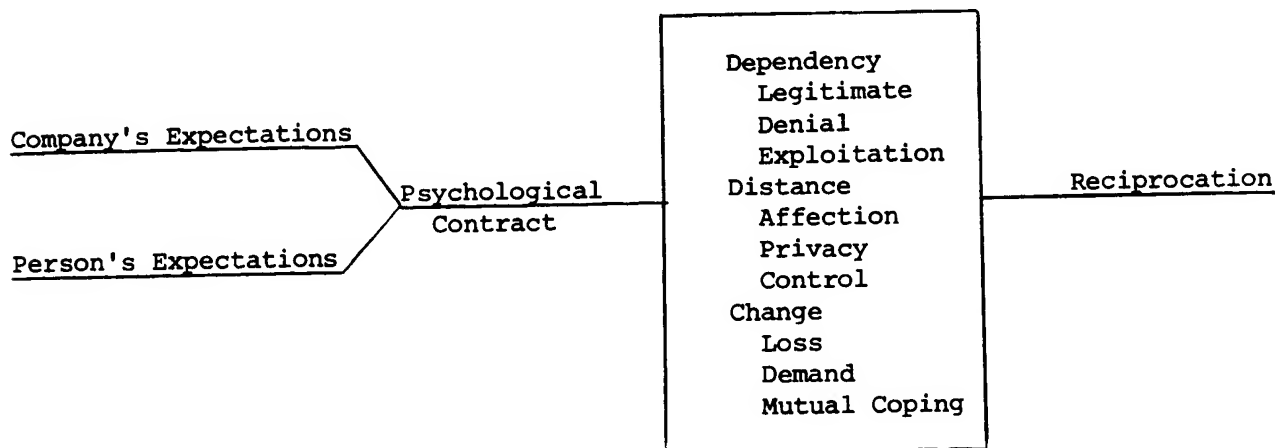 Company's Expectations
Person's Expectations
Psychological
Contract
Dependency
Legitimate
Denial
Exploitation
Distance
Affection
Privacy
Control
Change
Loss
Demand
Mutual Coping
Reciprocation